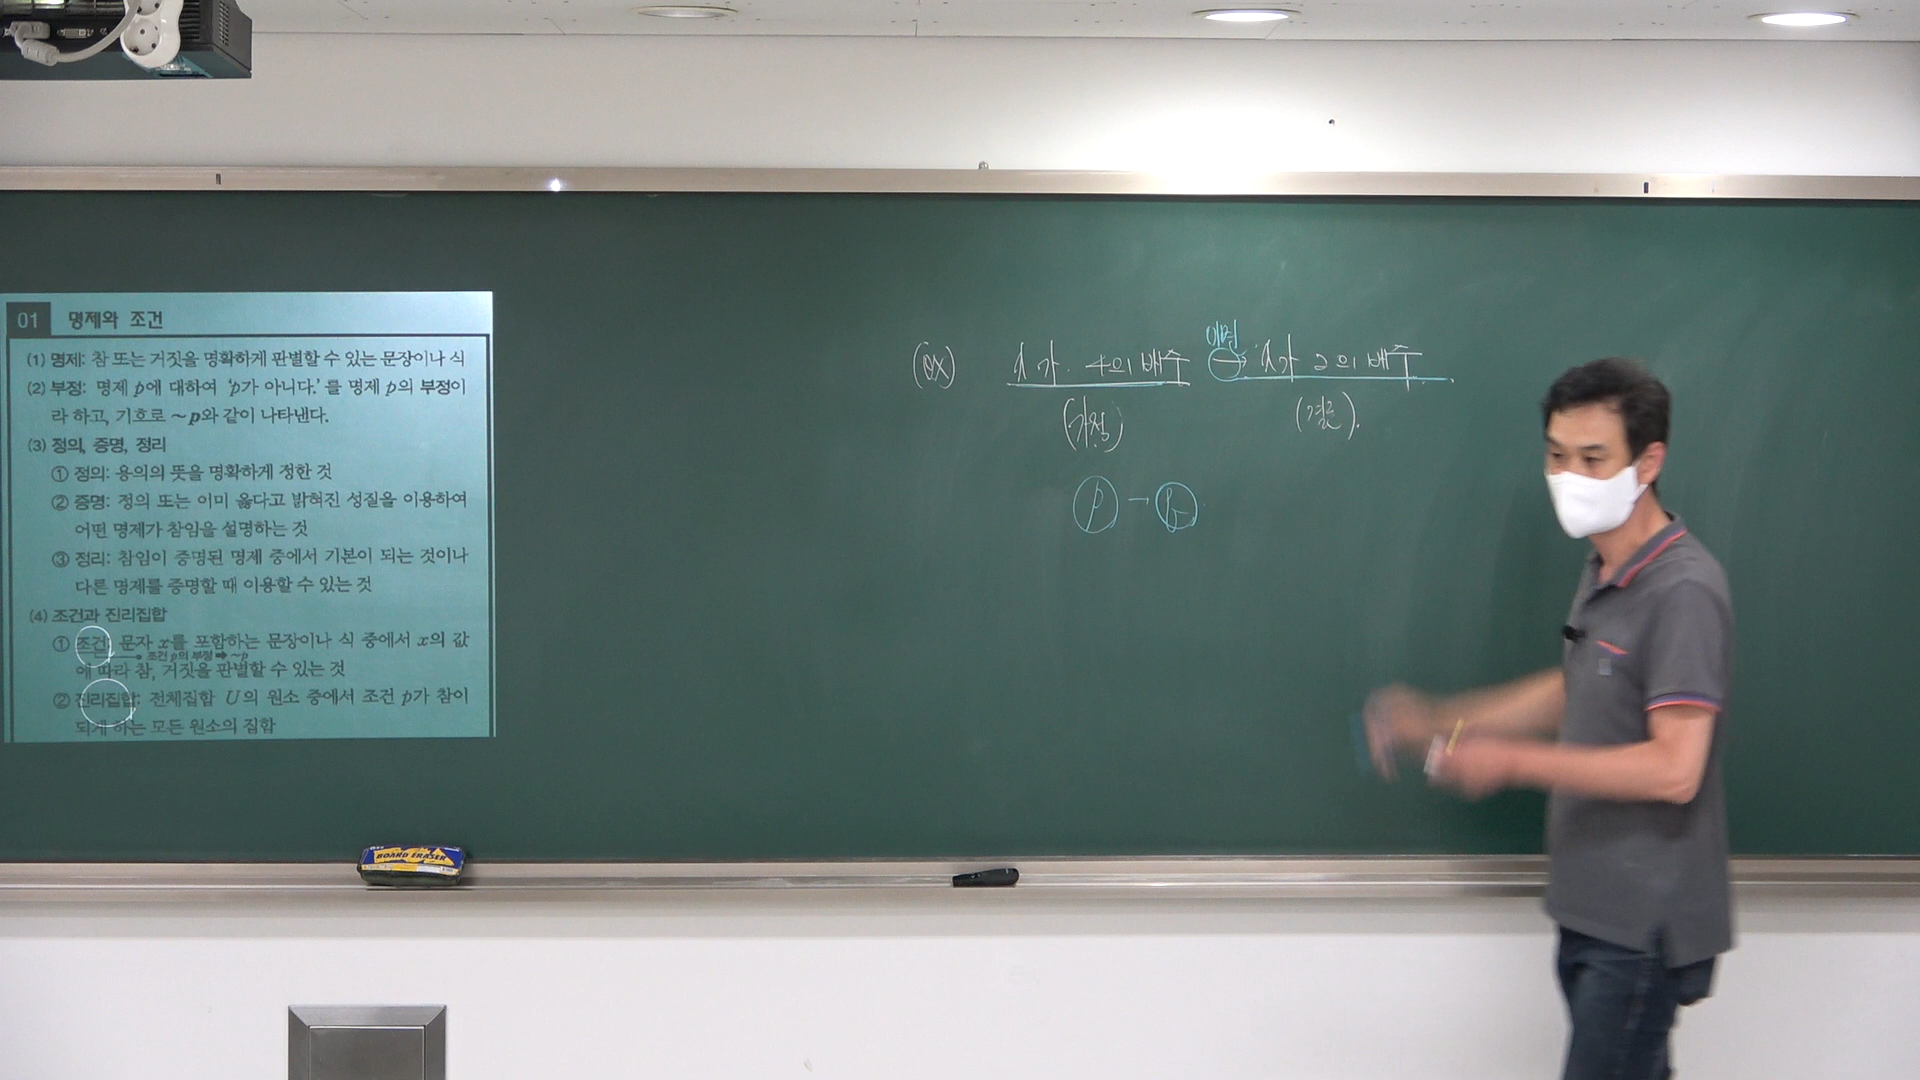 01 명제와 조건
(1) 명제: 참 또는 거짓을 명확하게 판별할 수 있는 문장이나 식
(2) 부정: 명제 p에 대하여 ‘p가 아니다.’를 명제 p의 부정이
라 하고, 기호로 ~p와 같이 나타낸다.
(3) 정의, 증명, 정리
① 정의: 용의의 뜻을 명확하게 정한 것
② 증명: 정의 또는 이미 옳다고 밝혀진 성질을 이용하여
어떤 명제가 참임을 설명하는 것
③ 정리: 참임이 증명된 명제 중에서 기본이 되는 것이나
다른 명제를 증명할 때 이용할 수 있는 것
(4) 조건과 진리집합
① 조건: 문자 x를 포함하는 문장이나 식 중에서 x의 값
조건 p의 부정 ➡ ~p
에 따라 참, 거짓을 판별할 수 있는 것
② 진리집합: 전체집합 U의 원소 중에서 조건 p가 참이
되게 하는 모든 원소의 집합
이면
(ex) x가 4의 배수 → x가 2의 배수.
(가정) (결론).
p → q
BOARD ERASER